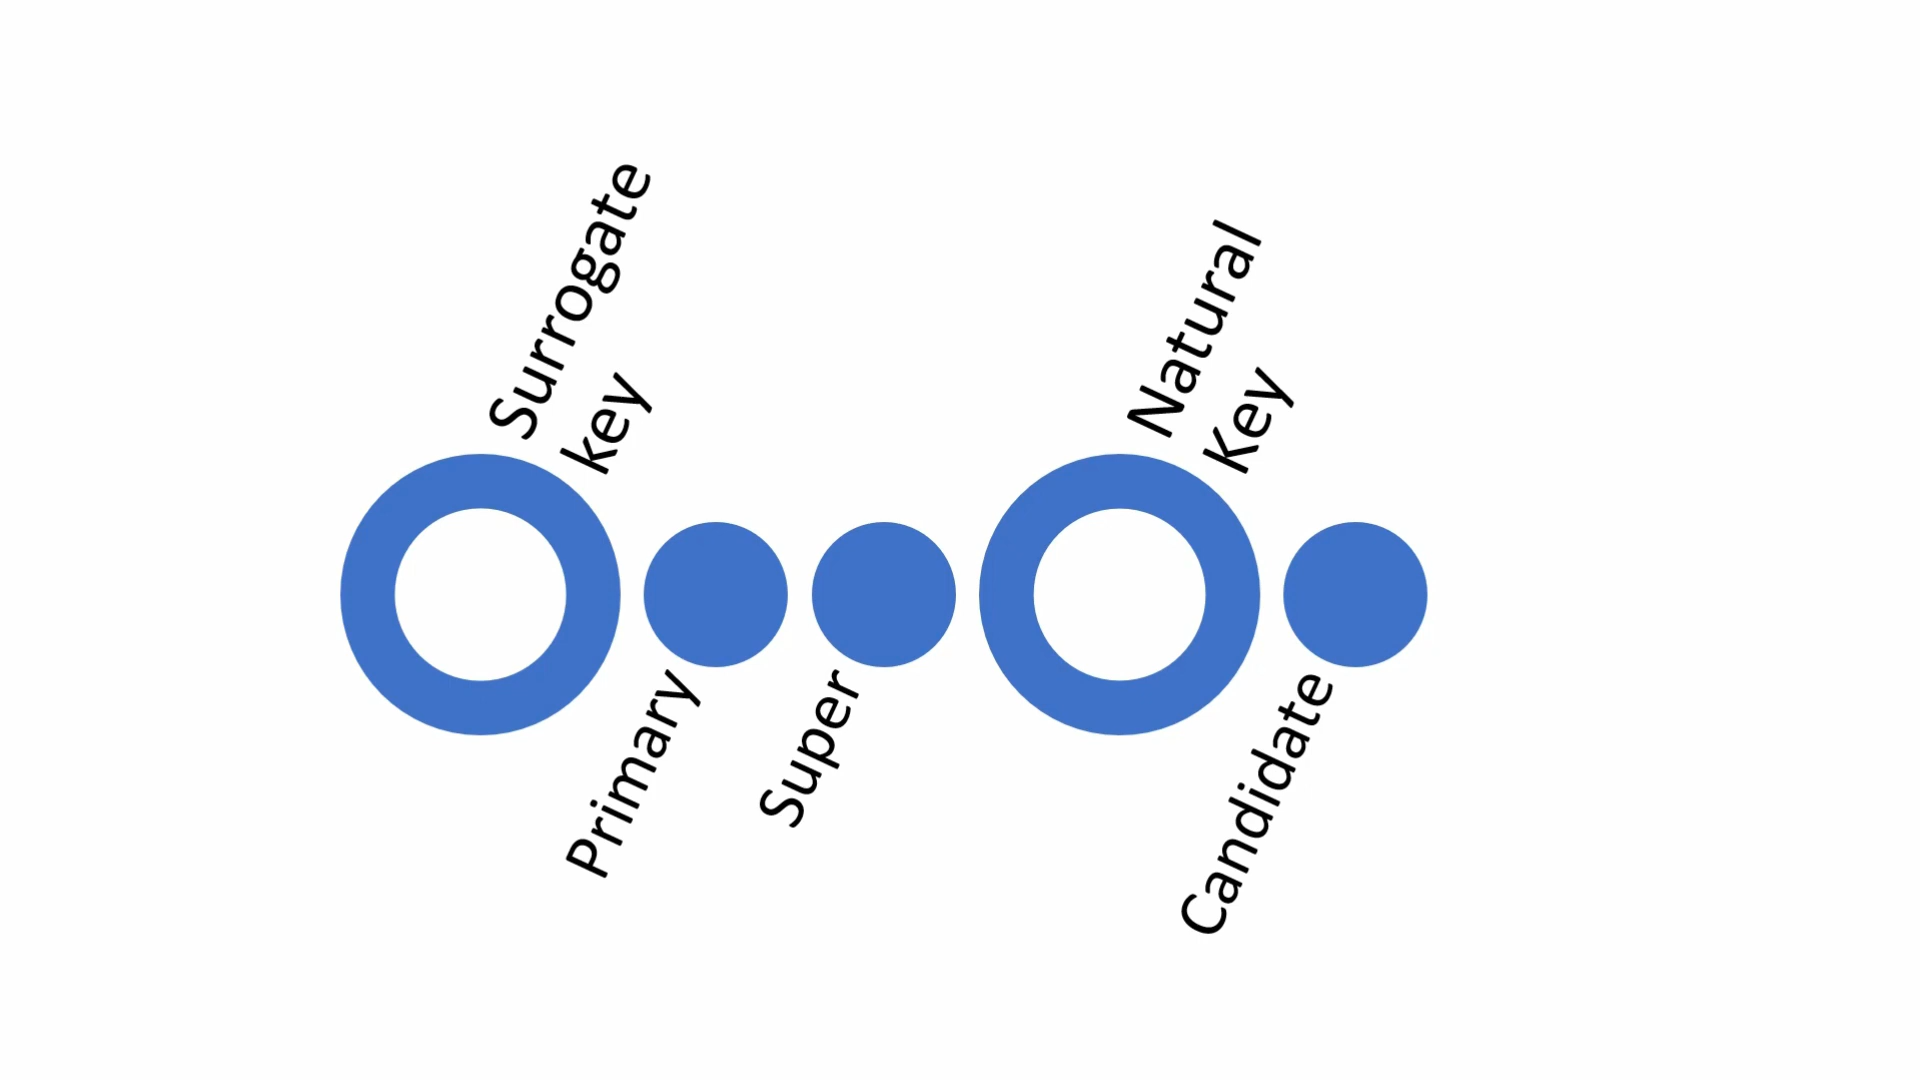 Surrogate
key
Primary
Super
Natural
Key
Candidate